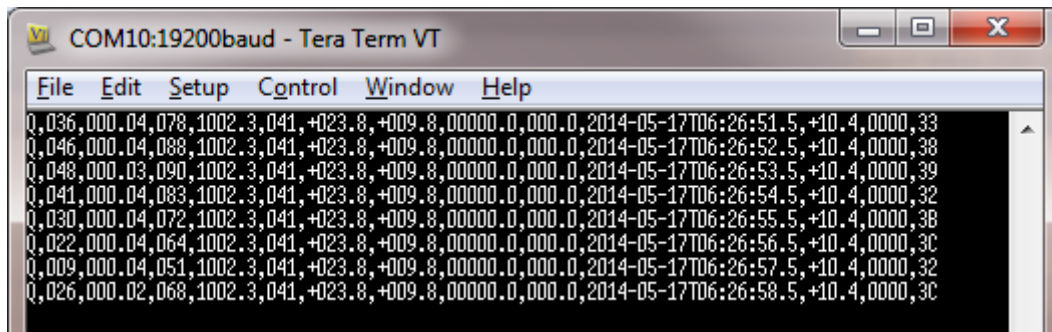 COM10:19200baud - Tera Term VT
File Edit Setup Control Window Help
Q,036,000.04,078,1002.3,041,+023.8,+009.8,00000.0,000.0,2014-05-17T06:26:51.5,+10.4,0000,33
Q,046,000.04,088,1002.3,041,+023.8,+009.8,00000.0,000.0,2014-05-17T06:26:52.5,+10.4,0000,38
Q,048,000.03,090,1002.3,041,+023.8,+009.8,00000.0,000.0,2014-05-17T06:26:53.5,+10.4,0000,39
Q,041,000.04,083,1002.3,041,+023.8,+009.8,00000.0,000.0,2014-05-17T06:26:54.5,+10.4,0000,32
Q,030,000.04,072,1002.3,041,+023.8,+009.8,00000.0,000.0,2014-05-17T06:26:55.5,+10.4,0000,3B
Q,022,000.04,064,1002.3,041,+023.8,+009.8,00000.0,000.0,2014-05-17T06:26:56.5,+10.4,0000,3C
Q,009,000.04,051,1002.3,041,+023.8,+009.8,00000.0,000.0,2014-05-17T06:26:57.5,+10.4,0000,32
Q,026,000.02,068,1002.3,041,+023.8,+009.8,00000.0,000.0,2014-05-17T06:26:58.5,+10.4,0000,3C